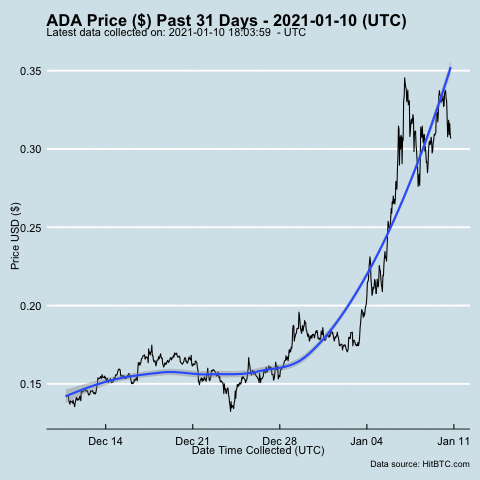 ADA Price ($) Past 31 Days - 2021-01-10 (UTC)
Latest data collected on: 2021-01-10 18:03:59 - UTC
Price USD ($)
0.35
0.30
0.25
0.20
0.15
Dec 14 Dec 21 Dec 28 Jan 04 Jan 11
Date Time Collected (UTC)
Data source: HitBTC.com